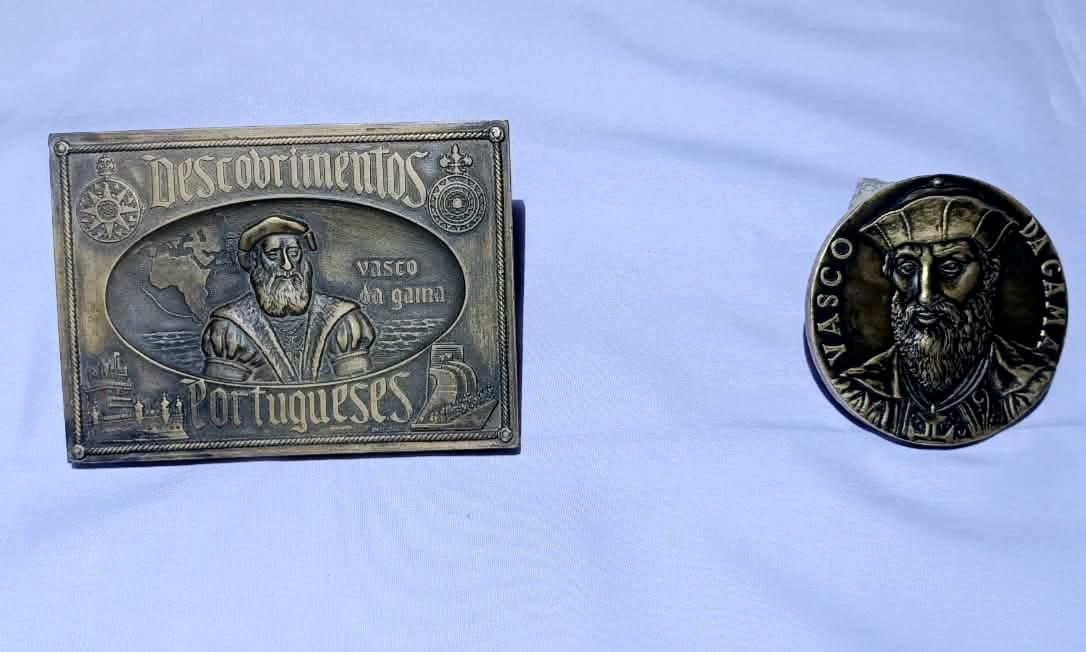 Descobrimentos
vasco
da gama
Portugueses
VASCO
DA GAMA